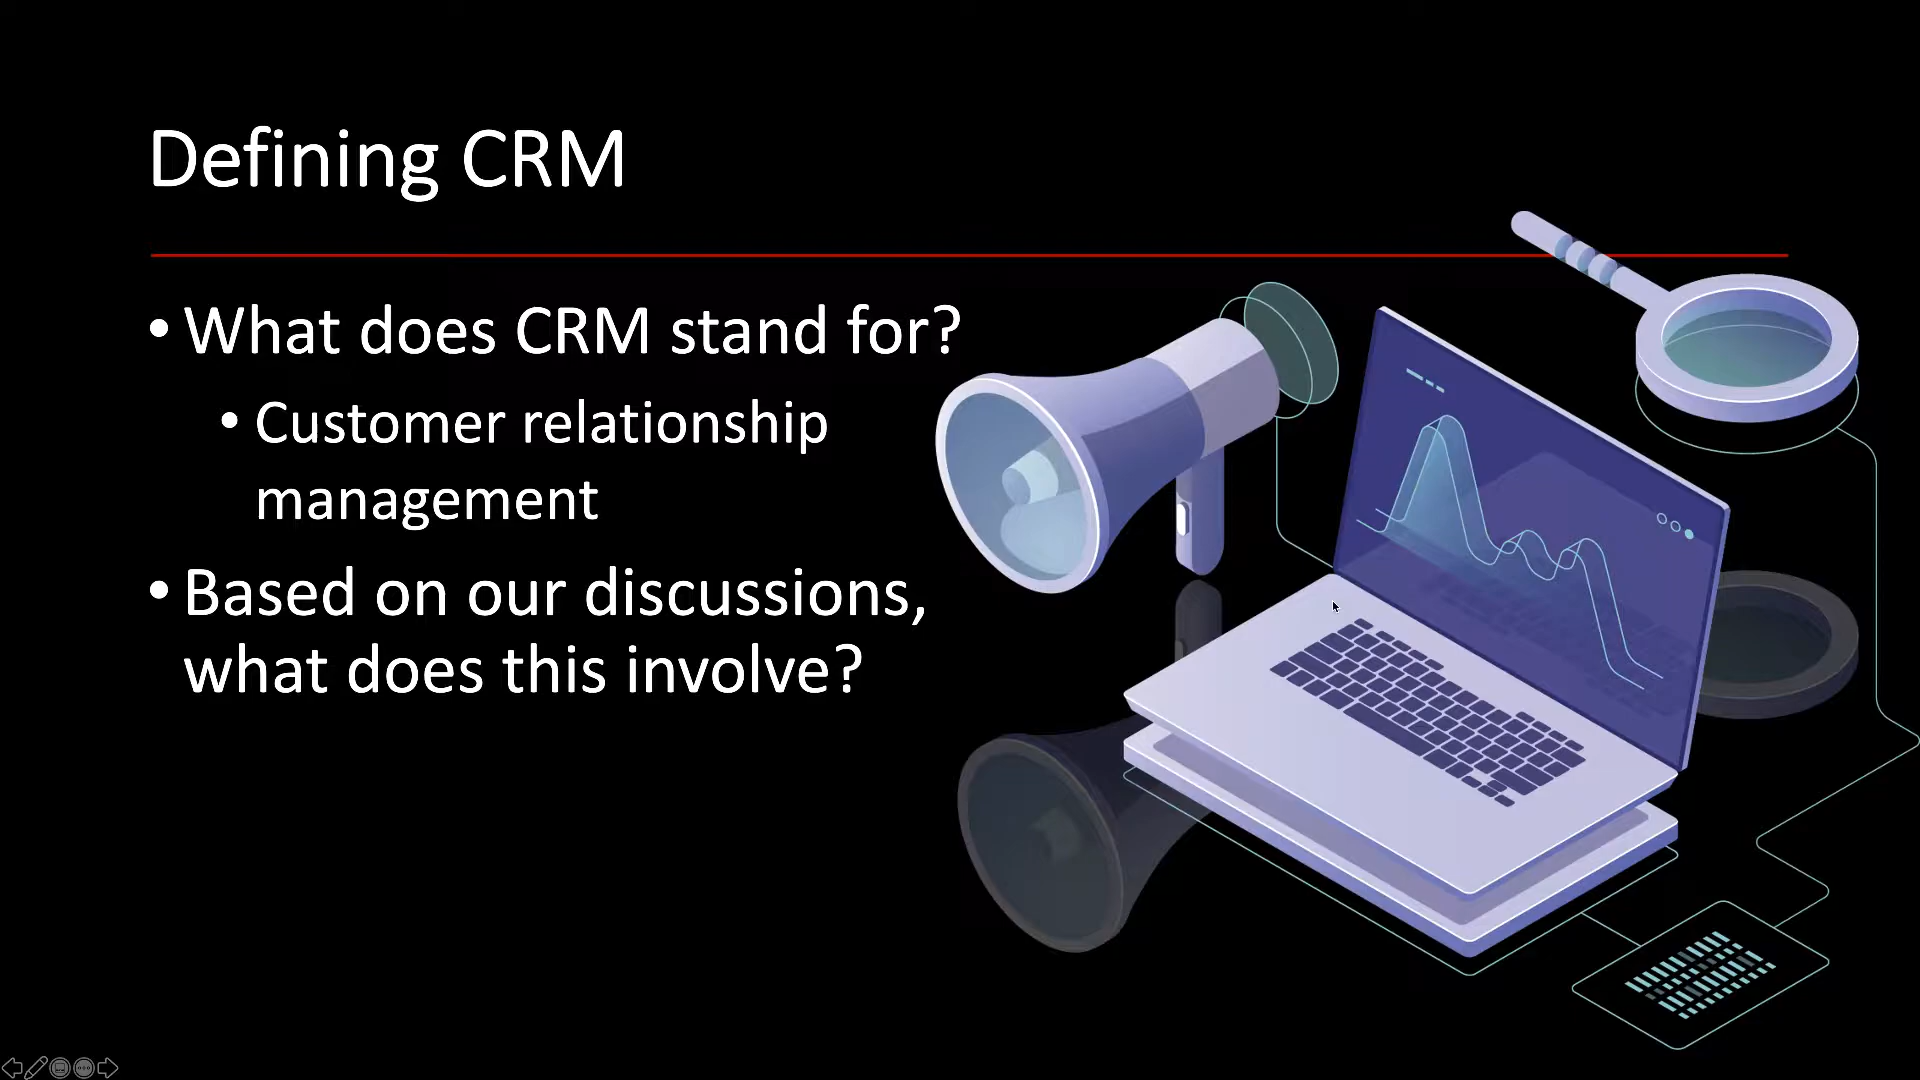 Defining CRM
• What does CRM stand for?
• Customer relationship
management
• Based on our discussions,
what does this involve?